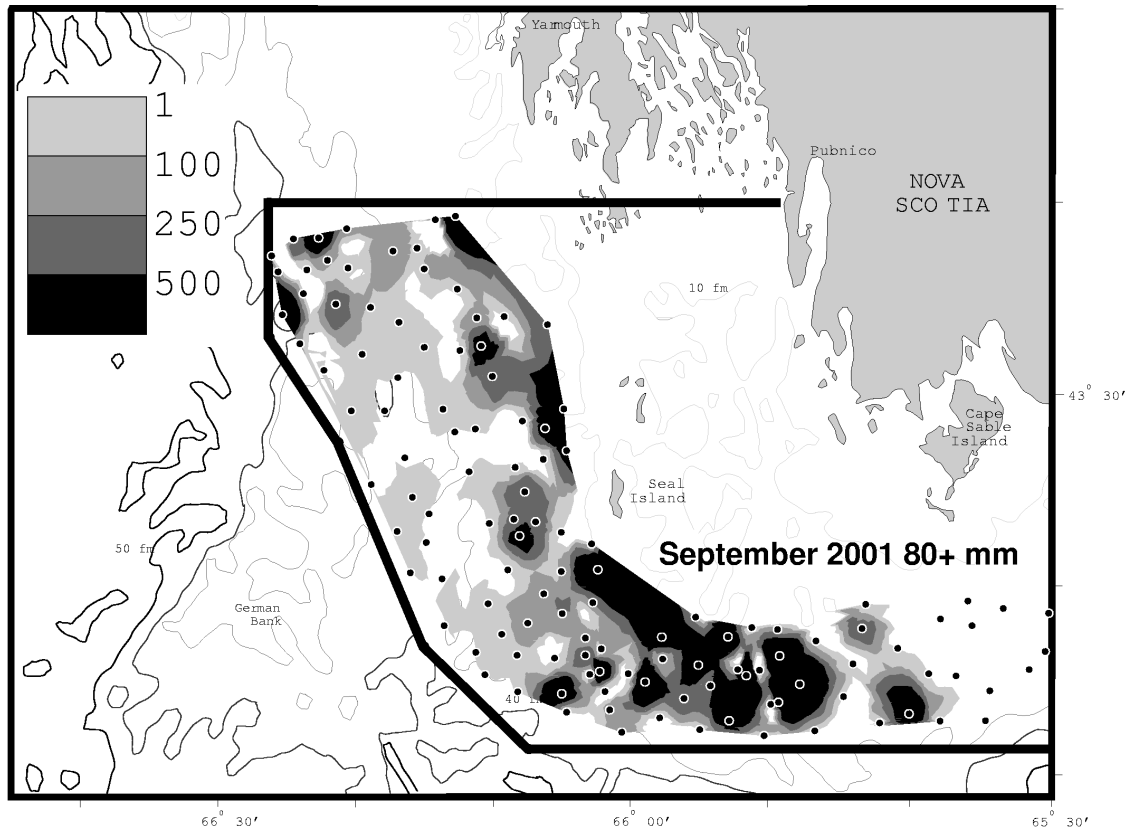 Yarmouth
1
100
250
500
Pubnico
NOVA
SCO TIA
10 fm
43° 30′
Cape
Sable
Island
Seal
Island
50 fm
September 2001 80+ mm
German
Bank
66° 30′
66° 00′
65° 30′